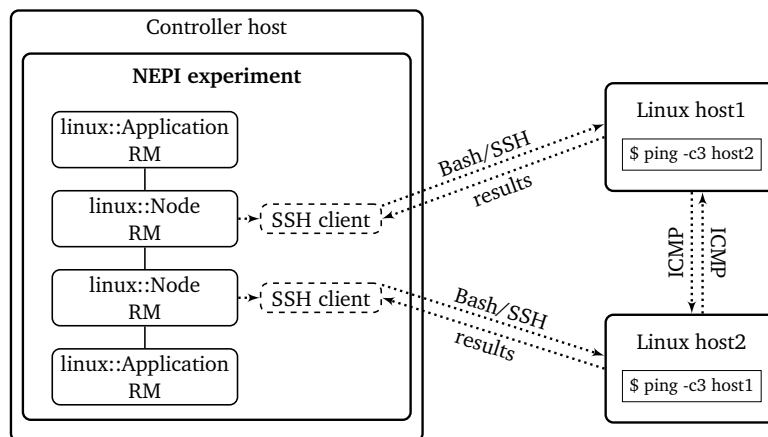 Controller host
NEPI experiment
linux::Application
RM
linux::Node
RM
SSH client
linux::Node
RM
SSH client
linux::Application
RM
Bash/SSH
results
Bash/SSH
results
Linux host1
$ ping -c3 host2
ICMP
ICMP
Linux host2
$ ping -c3 host1